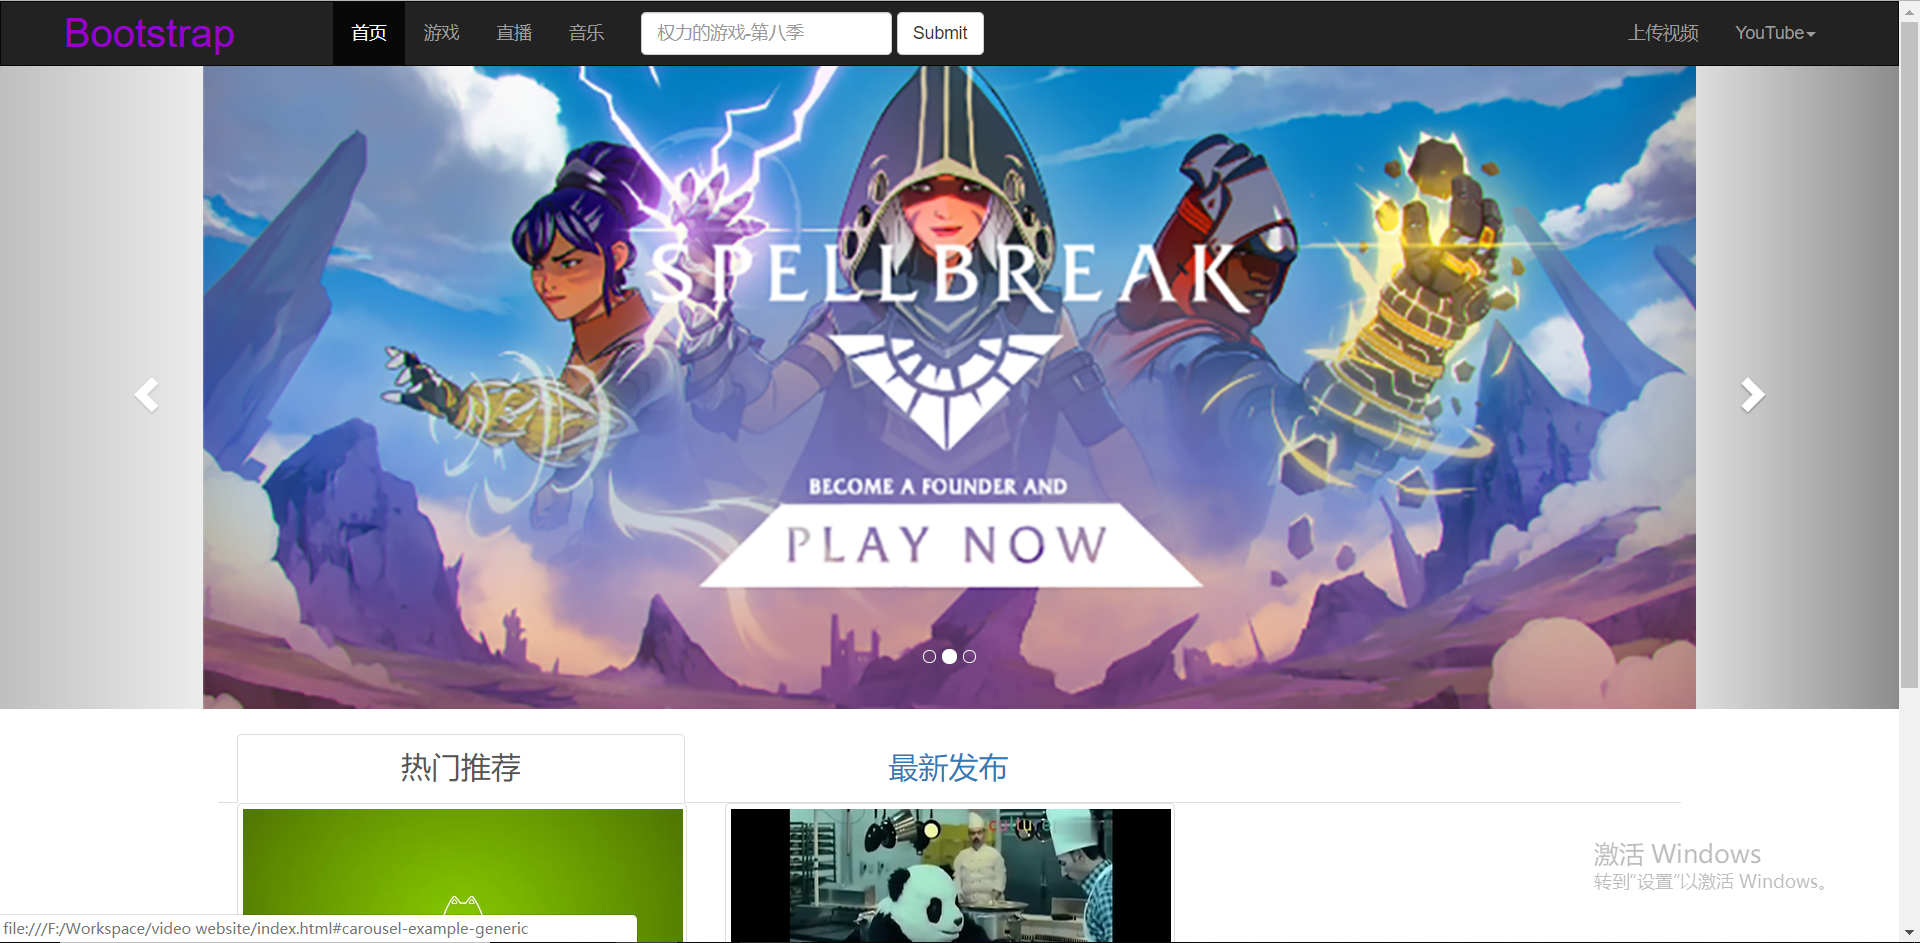 Bootstrap 首页 游戏 直播 音乐 权力的游戏-第八季 Submit 上传视频 YouTube
SPELLBREAK
BECOME A FOUNDER AND
PLAY NOW
热门推荐 最新发布
culture
激活 Windows
转到“设置”以激活 Windows。
file:///F:/Workspace/video website/index.html#carousel-example-generic